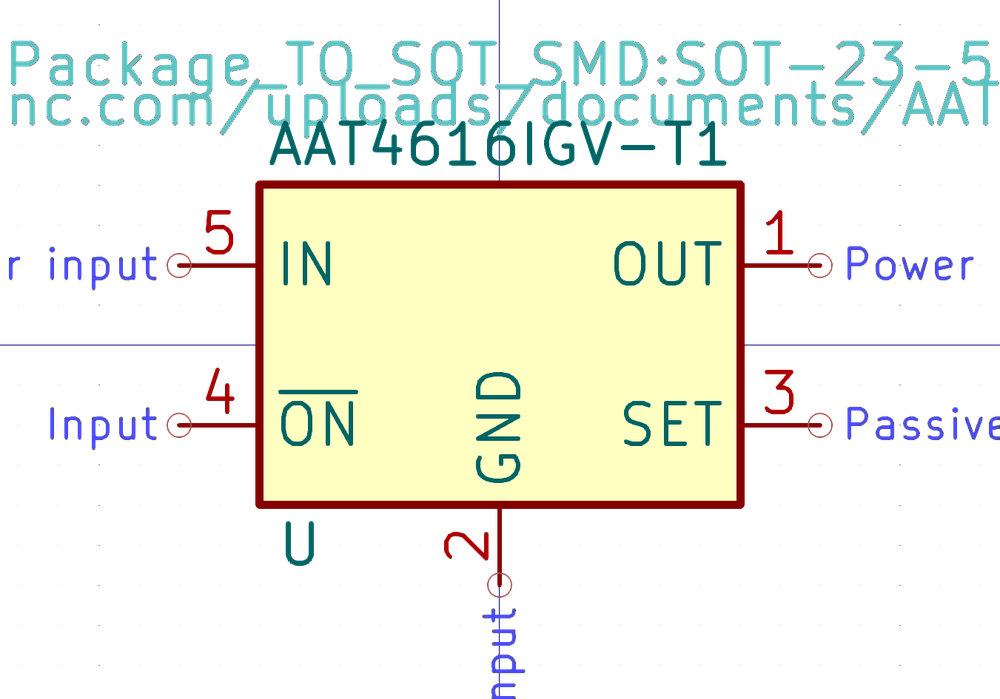 Package_TO_SOT_SMD:SOT-23-5
nc.com/uploads/documents/AAT
AAT4616IGV-T1
5 1
r input IN OUT Power
4 3
Input ON SET Passive
GND
U
2
nput